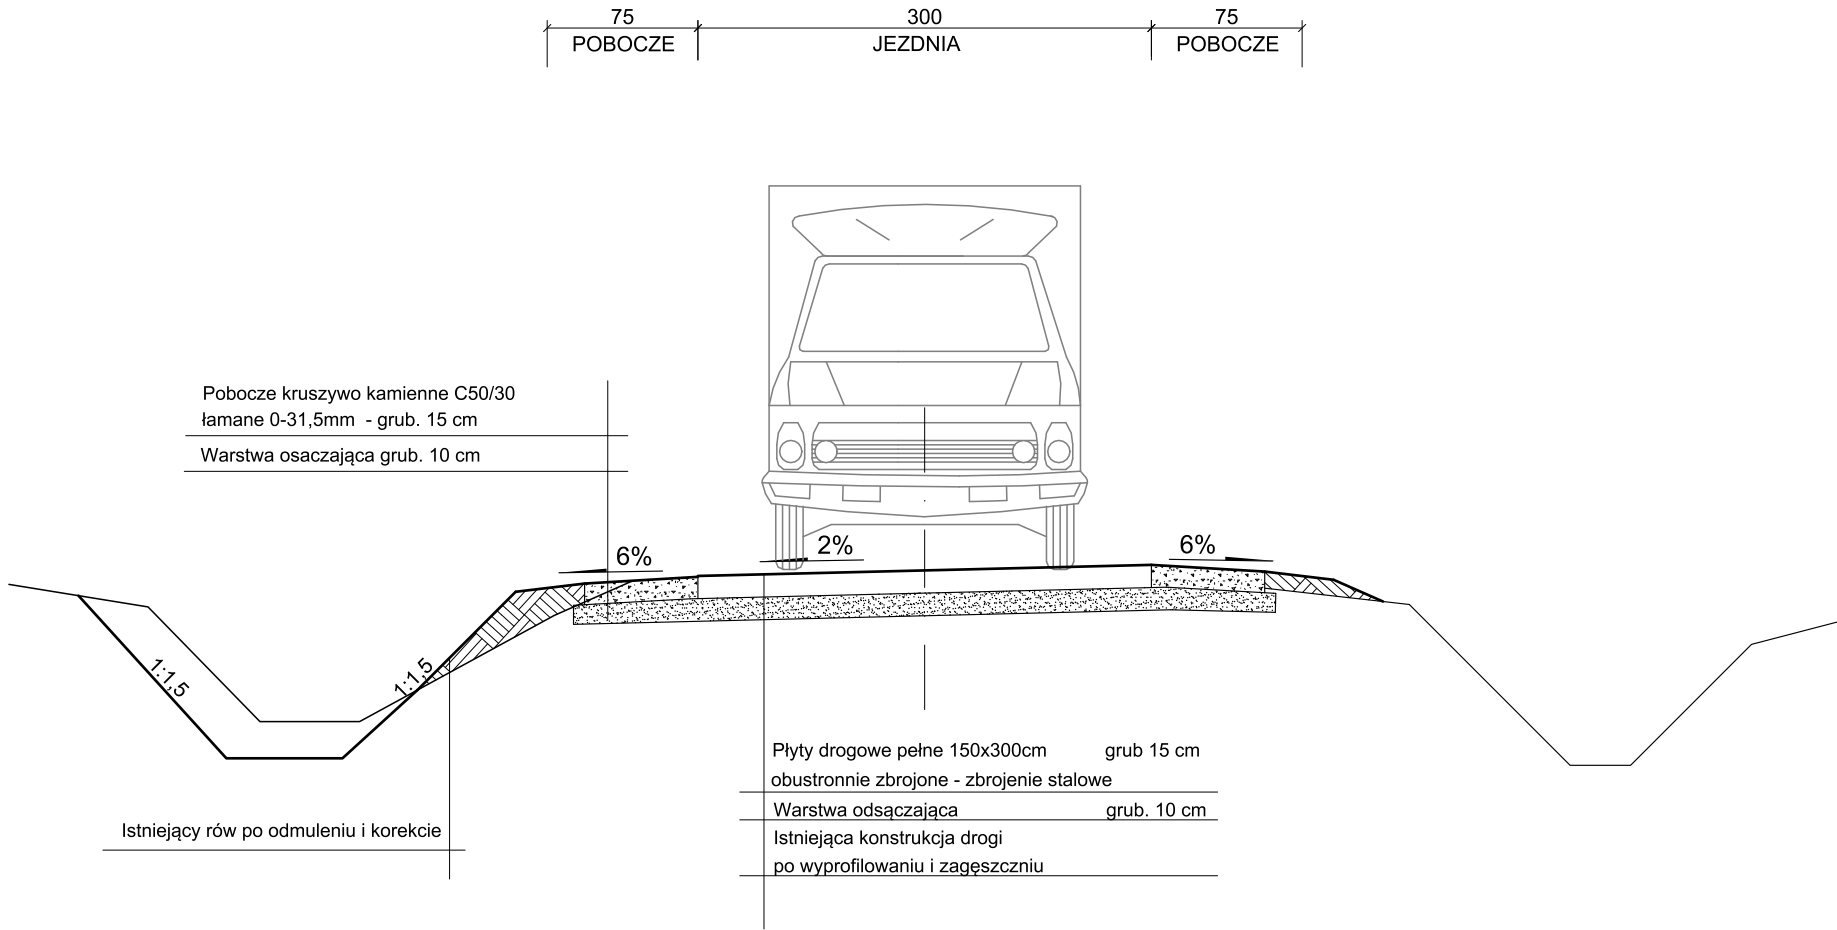 75 300 75
POBOCZE JEZDNIA POBOCZE
Pobocze kruszywo kamienne C50/30
łamane 0-31,5mm - grub. 15 cm
Warstwa osaczająca grub. 10 cm
6% 2% 6%
1:1,5 1:1,5
Płyty drogowe pełne 150x300cm grub 15 cm
obustronnie zbrojone - zbrojenie stalowe
Warstwa odsączająca grub. 10 cm
Istniejąca konstrukcja drogi
po wyprofilowaniu i zagęszczniu
Istniejący rów po odmuleniu i korekcie